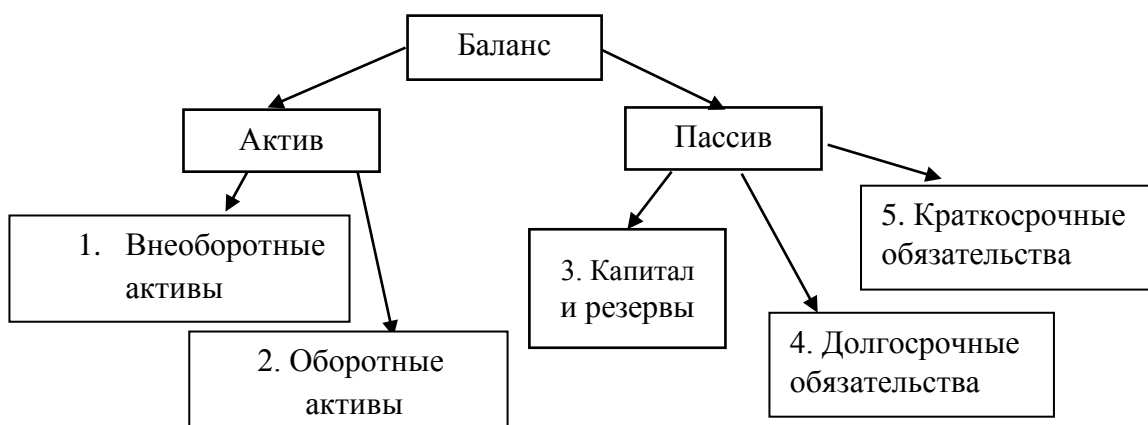 Баланс
Актив
Пассив
1. Внеоборотные
активы
2. Оборотные
активы
3. Капитал
и резервы
4. Долгосрочные
обязательства
5. Краткосрочные
обязательства